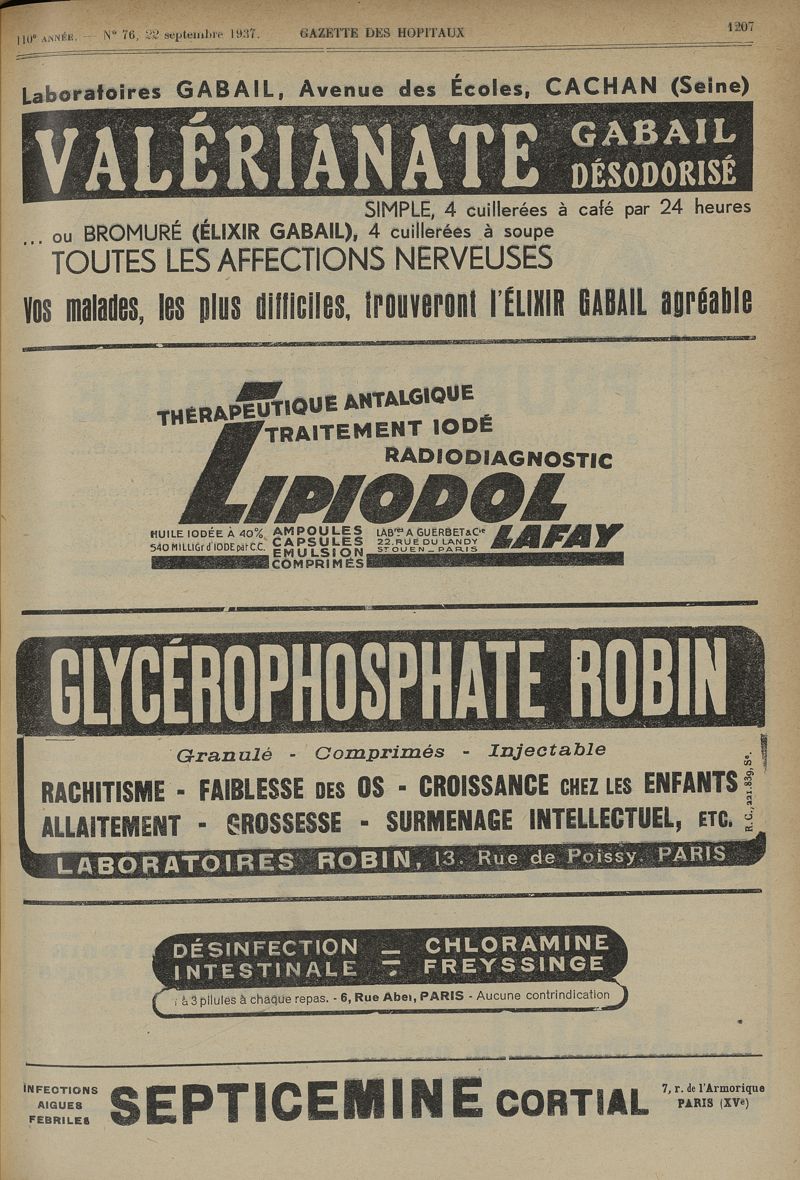 110e ANNÉE. — N° 76, 22 septembre 1937. GAZETTE DES HOPITAUX 1207
Laboratoires GABAIL, Avenue des Écoles, CACHAN (Seine)
VALÉRIANATE GABAIL
DÉSODORISÉ
SIMPLE, 4 cuillerées à café par 24 heures
... ou BROMURÉ (ÉLIXIR GABAIL), 4 cuillerées à soupe
TOUTES LES AFFECTIONS NERVEUSES
Vos malades, les plus difficiles, trouveront l'ÉLIXIR GABAIL agréable
THÉRAPEUTIQUE ANTALGIQUE
TRAITEMENT IODÉ
RADIODIAGNOSTIC
LIPIODOL
LAFAY
HUILE IODÉE À 40%
540 MILLIGr d'IODE par C.C.
AMPOULES
CAPSULES
EMULSION
COMPRIMÉS
LABres A GUERBET & Cie
22. RUE DU LANDY
St OUEN _ PARIS
GLYCÉROPHOSPHATE ROBIN
Granulé - Comprimés - Injectable
RACHITISME - FAIBLESSE DES OS - CROISSANCE CHEZ LES ENFANTS
ALLAITEMENT - GROSSESSE - SURMENAGE INTELLECTUEL, ETC.
R. C., 221.839, Se.
LABORATOIRES ROBIN, 13. Rue de Poissy. PARIS
DÉSINFECTION = CHLORAMINE
INTESTINALE FREYSSINGE
à 3 pilules à chaque repas. - 6, Rue Abel, PARIS - Aucune contrindication
INFECTIONS
AIGUES
FEBRILES
SEPTICEMINE CORTIAL
7, r. de l'Armorique
PARIS (XVe)